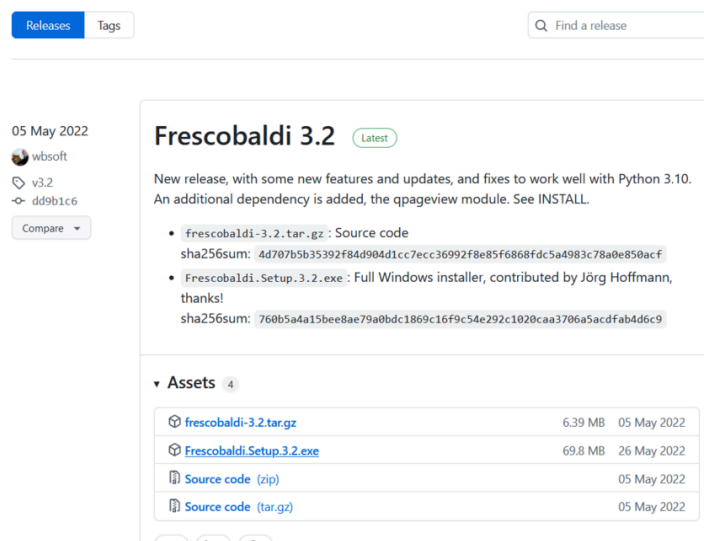 Releases Tags Find a release
05 May 2022
wbsoft
v3.2
dd9b1c6
Compare
Frescobaldi 3.2 Latest
New release, with some new features and updates, and fixes to work well with Python 3.10.
An additional dependency is added, the qpageview module. See INSTALL.
frescobaldi-3.2.tar.gz : Source code
sha256sum: 4d707b5b35392f84d904d1cc7ecc36992f8e85f6868fdc5a4983c78a0e850acf
Frescobaldi.Setup.3.2.exe : Full Windows installer, contributed by Jörg Hoffmann,
thanks!
sha256sum: 760b5a4a15bee8ae79a0bdc1869c16f9c54e292c1020caa3706a5acdfab4d6c9
Assets 4
frescobaldi-3.2.tar.gz 6.39 MB 05 May 2022
Frescobaldi.Setup.3.2.exe 69.8 MB 26 May 2022
Source code (zip) 05 May 2022
Source code (tar.gz) 05 May 2022